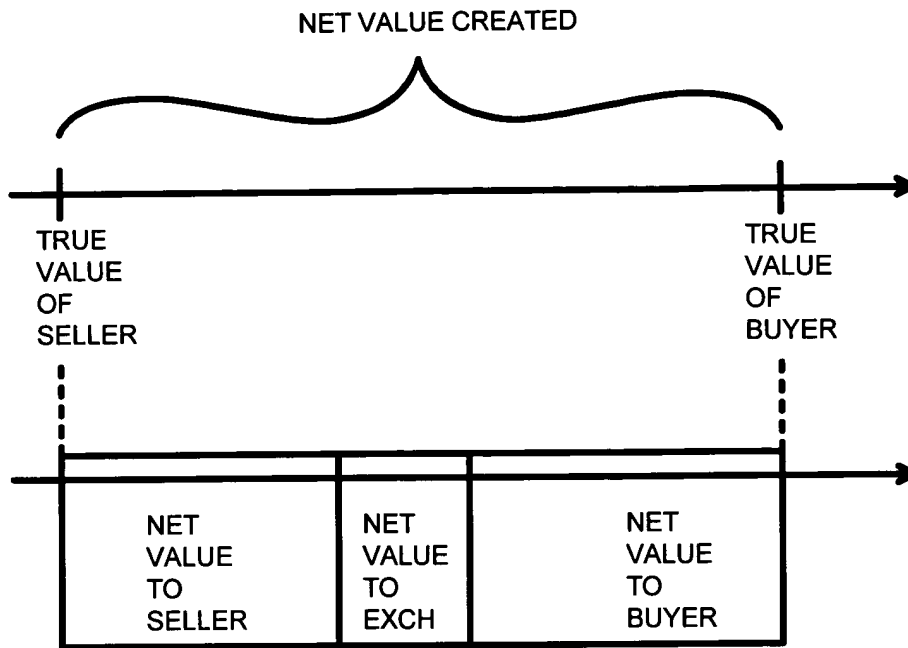 NET VALUE CREATED
TRUE
VALUE
OF
SELLER
TRUE
VALUE
OF
BUYER
NET
VALUE
TO
SELLER
NET
VALUE
TO
EXCH
NET
VALUE
TO
BUYER